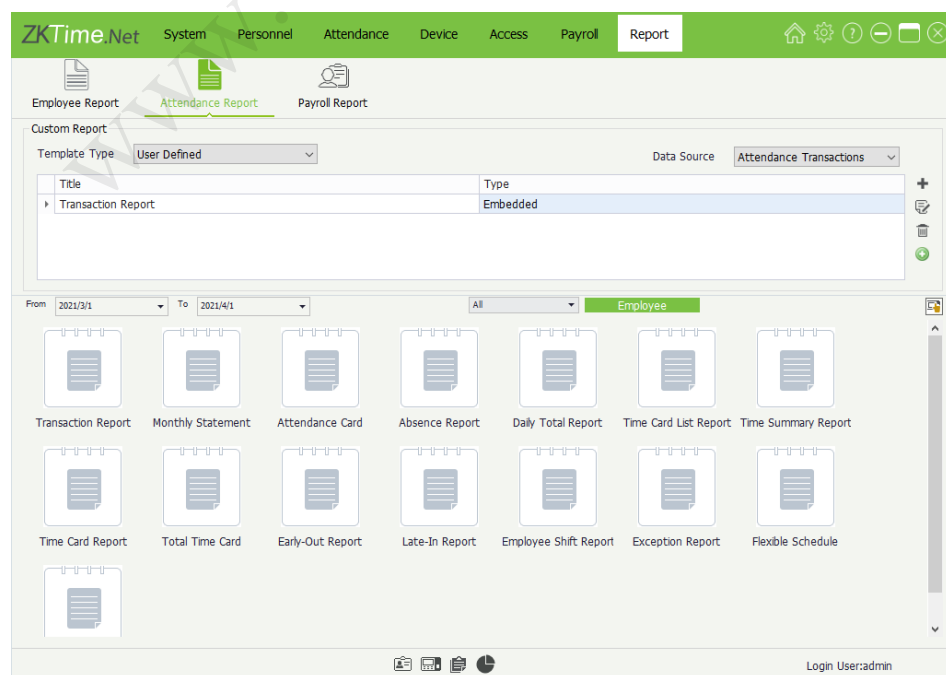 www.
ZKTime.Net System Personnel Attendance Device Access Payroll Report
Employee Report Attendance Report Payroll Report
Custom Report
Template Type User Defined Data Source Attendance Transactions
Title Type
Transaction Report Embedded
From 2021/3/1 To 2021/4/1 All Employee
Transaction Report Monthly Statement Attendance Card Absence Report Daily Total Report Time Card List Report Time Summary Report
Time Card Report Total Time Card Early-Out Report Late-In Report Employee Shift Report Exception Report Flexible Schedule
Login User:admin